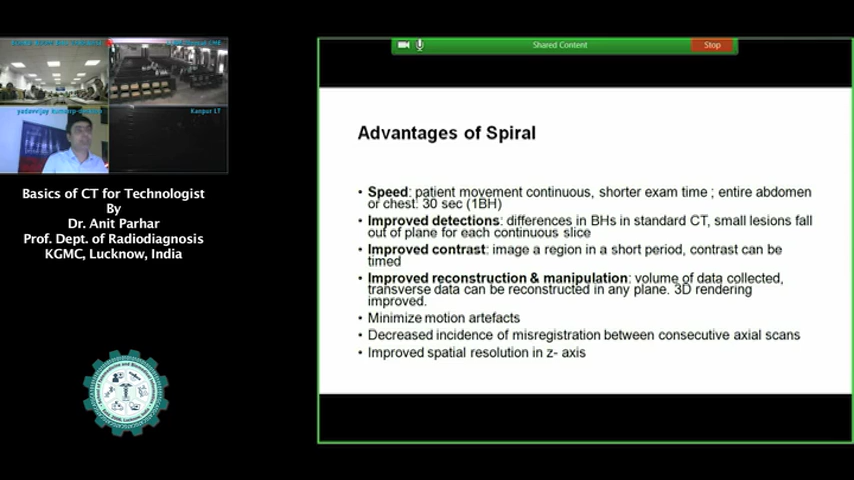 Kanpur LT
Shared Content
Stop
Basics of CT for Technologist
By
Dr. Anit Parhar
Prof. Dept. of Radiodiagnosis
KGMC, Lucknow, India
Advantages of Spiral
• Speed: patient movement continuous, shorter exam time ; entire abdomen
or chest: 30 sec (1BH)
• Improved detections: differences in BHs in standard CT, small lesions fall
out of plane for each continuous slice
• Improved contrast: image a region in a short period, contrast can be
timed
• Improved reconstruction & manipulation: volume of data collected,
transverse data can be reconstructed in any plane. 3D rendering
improved.
• Minimize motion artefacts
• Decreased incidence of misregistration between consecutive axial scans
• Improved spatial resolution in z- axis